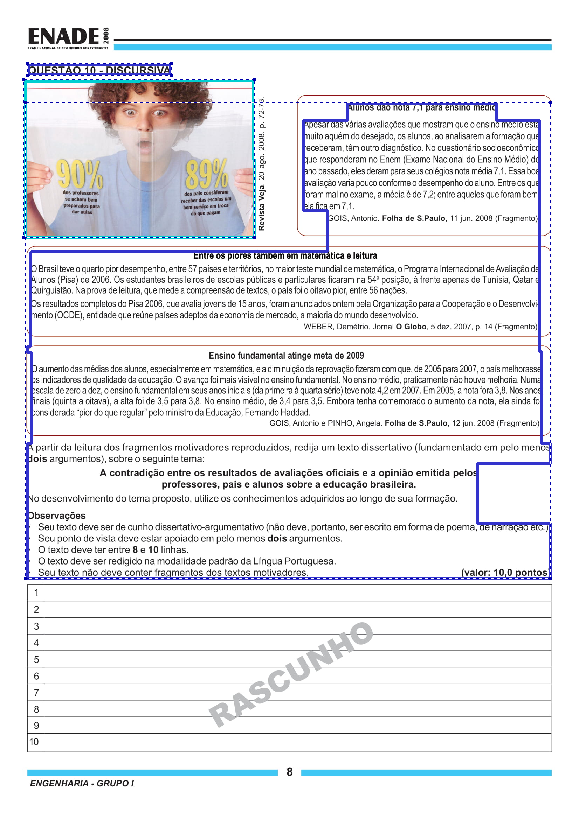 ENADE 2008
EXAME NACIONAL DE DESEMPENHO DOS ESTUDANTES
QUESTÃO 10 - DISCURSIVA
90%
dos professores
se acham bem
preparados para
dar aulas
89%
dos pais consideram
receber das escolas um
bom serviço em troca
do que pagam
Revista Veja, 20 ago. 2008, p. 72-73.
Alunos dão nota 7,1 para ensino médio
Apesar das várias avaliações que mostram que o ensino médio está
muito aquém do desejado, os alunos, ao analisarem a formação que
receberam, têm outro diagnóstico. No questionário socioeconômico
que responderam no Enem (Exame Nacional do Ensino Médio) do
ano passado, eles deram para seus colégios nota média 7,1. Essa boa
avaliação varia pouco conforme o desempenho do aluno. Entre os que
foram mal no exame, a média é de 7,2; entre aqueles que foram bem,
ela fica em 7,1.
GOIS, Antonio. Folha de S.Paulo, 11 jun. 2008 (Fragmento).
Entre os piores também em matemática e leitura
O Brasil teve o quarto pior desempenho, entre 57 países e territórios, no maior teste mundial de matemática, o Programa Internacional de Avaliação de
Alunos (Pisa) de 2006. Os estudantes brasileiros de escolas públicas e particulares ficaram na 54ª posição, à frente apenas de Tunísia, Qatar e
Quirguistão. Na prova de leitura, que mede a compreensão de textos, o país foi o oitavo pior, entre 56 nações.
Os resultados completos do Pisa 2006, que avalia jovens de 15 anos, foram anunciados ontem pela Organização para a Cooperação e o Desenvolvi-
mento (OCDE), entidade que reúne países adeptos da economia de mercado, a maioria do mundo desenvolvido.
WEBER, Demétrio. Jornal O Globo, 5 dez. 2007, p. 14 (Fragmento).
Ensino fundamental atinge meta de 2009
O aumento das médias dos alunos, especialmente em matemática, e a diminuição da reprovação fizeram com que, de 2005 para 2007, o país melhorasse
os indicadores de qualidade da educação. O avanço foi mais visível no ensino fundamental. No ensino médio, praticamente não houve melhoria. Numa
escala de zero a dez, o ensino fundamental em seus anos iniciais (da primeira à quarta série) teve nota 4,2 em 2007. Em 2005, a nota fora 3,8. Nos anos
finais (quinta a oitava), a alta foi de 3,5 para 3,8. No ensino médio, de 3,4 para 3,5. Embora tenha comemorado o aumento da nota, ela ainda foi
considerada “pior do que regular” pelo ministro da Educação, Fernando Haddad.
GOIS, Antonio e PINHO, Angela. Folha de S.Paulo, 12 jun. 2008 (Fragmento).
A partir da leitura dos fragmentos motivadores reproduzidos, redija um texto dissertativo (fundamentado em pelo menos
dois argumentos), sobre o seguinte tema:
A contradição entre os resultados de avaliações oficiais e a opinião emitida pelos
professores, pais e alunos sobre a educação brasileira.
No desenvolvimento do tema proposto, utilize os conhecimentos adquiridos ao longo de sua formação.
Observações
Seu texto deve ser de cunho dissertativo-argumentativo (não deve, portanto, ser escrito em forma de poema, de narração etc.).
Seu ponto de vista deve estar apoiado em pelo menos dois argumentos.
O texto deve ter entre 8 e 10 linhas.
O texto deve ser redigido na modalidade padrão da Língua Portuguesa.
Seu texto não deve conter fragmentos dos textos motivadores. (valor: 10,0 pontos)
1
2
3
4
5
6
7
8
9
10
RASCUNHO
8
ENGENHARIA - GRUPO I